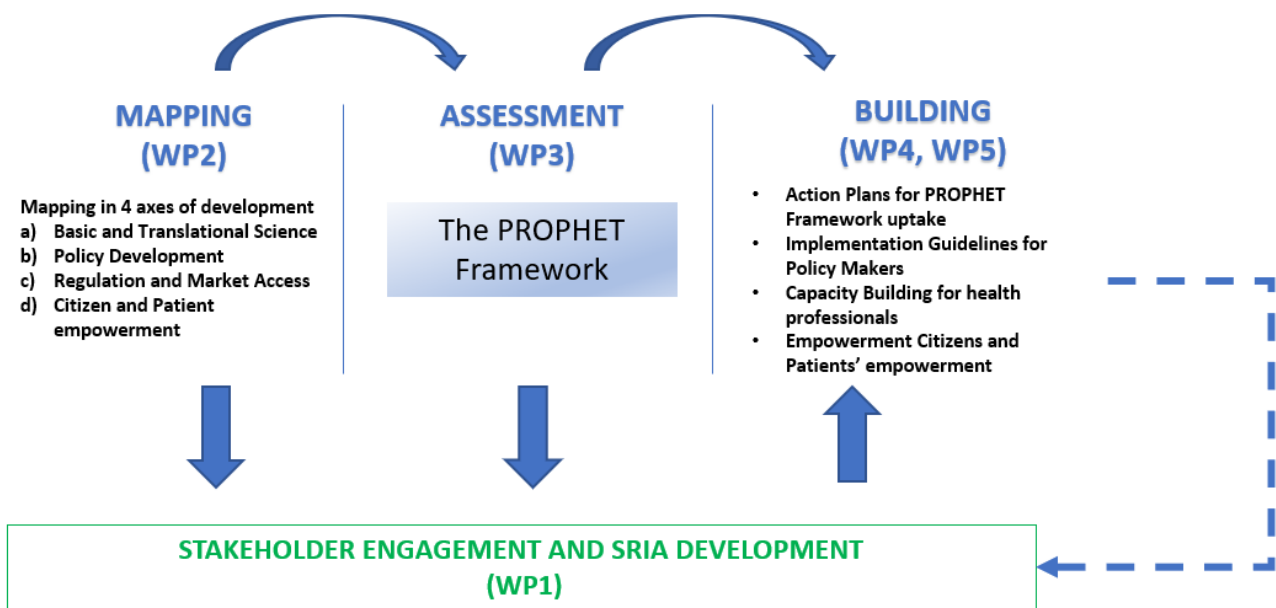 MAPPING
(WP2)
Mapping in 4 axes of development
a) Basic and Translational Science
b) Policy Development
c) Regulation and Market Access
d) Citizen and Patient
empowerment
ASSESSMENT
(WP3)
The PROPHET
Framework
BUILDING
(WP4, WP5)
• Action Plans for PROPHET
Framework uptake
• Implementation Guidelines for
Policy Makers
• Capacity Building for health
professionals
• Empowerment Citizens and
Patients’ empowerment
STAKEHOLDER ENGAGEMENT AND SRIA DEVELOPMENT
(WP1)